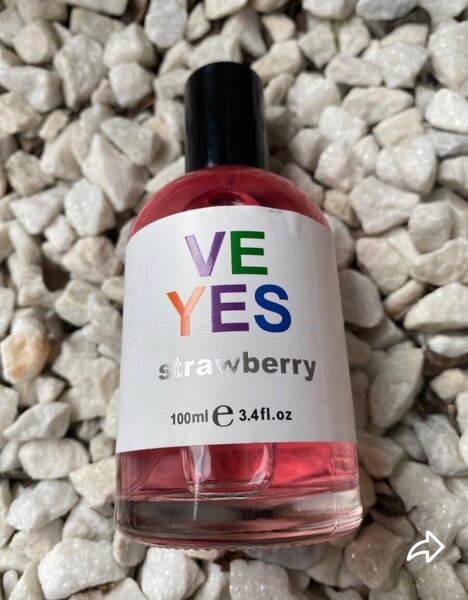 VE
YES
strawberry
100ml e 3.4fl.oz